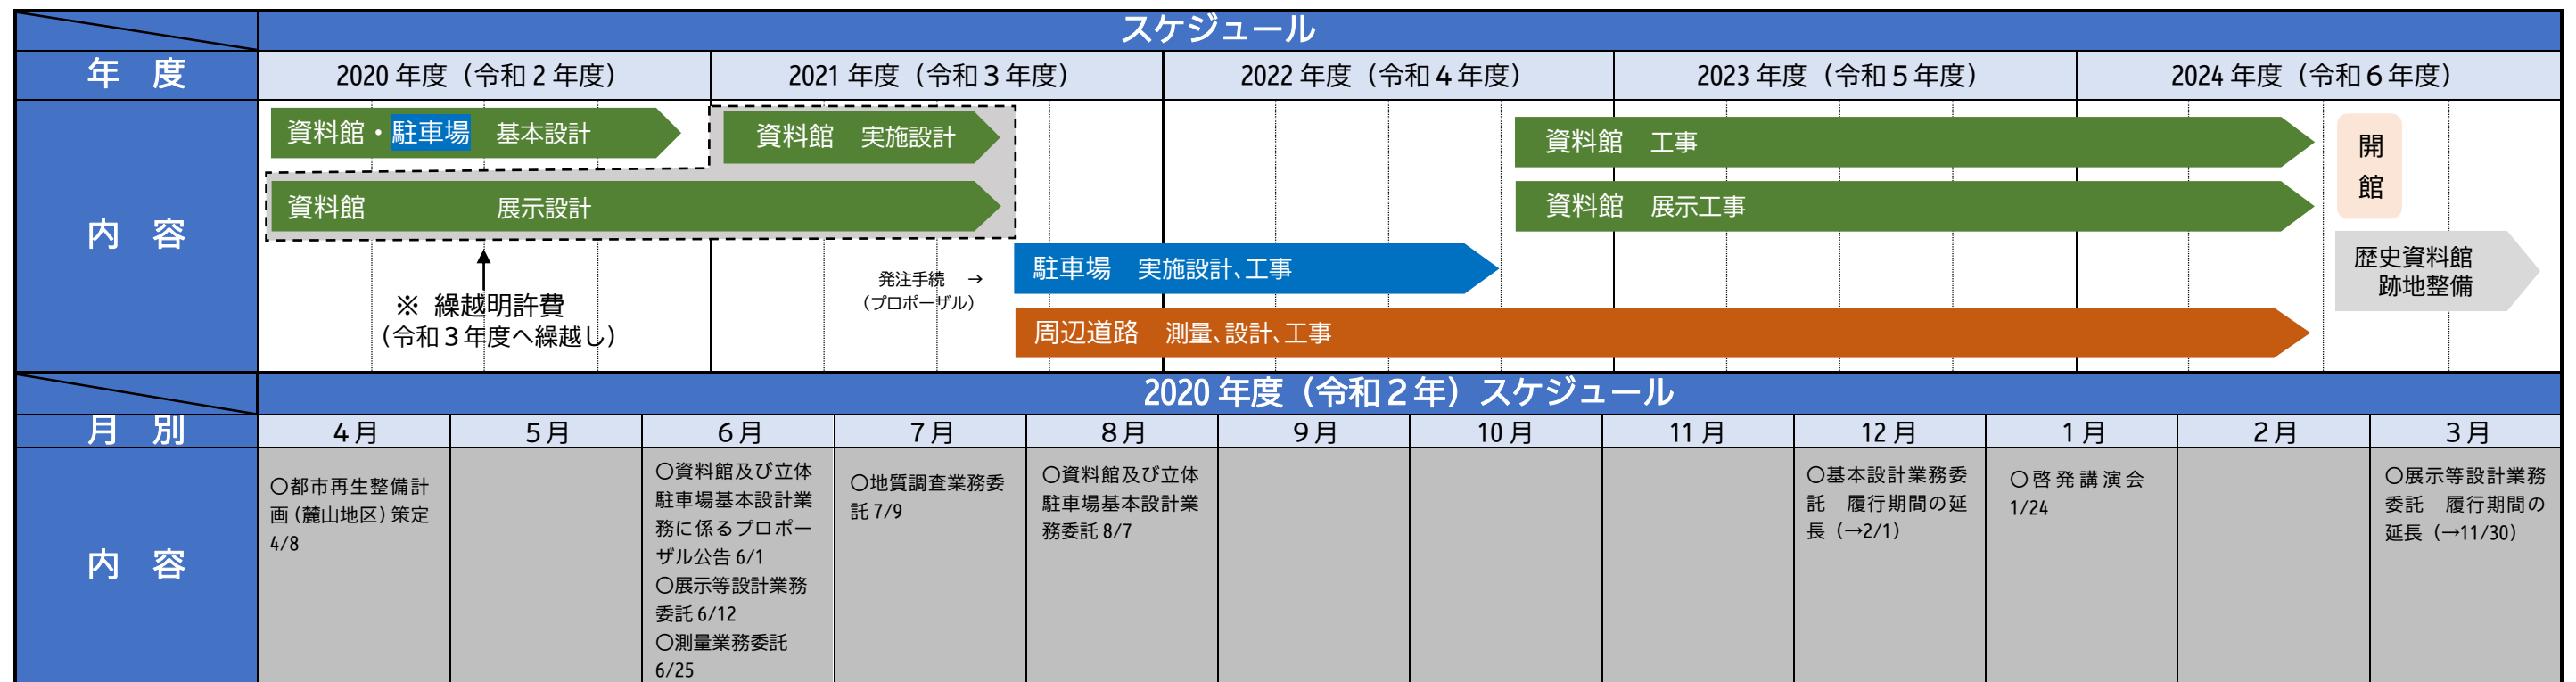 スケジュール
年　度
2020 年度（令和 2 年度）
2021 年度（令和３年度）
2022 年度（令和４年度）
2023 年度（令和５年度）
2024 年度（令和６年度）
内　容
資料館・駐車場　基本設計
資料館　実施設計
資料館　工事
開
館
資料館　展示設計
資料館　展示工事
駐車場　実施設計、工事
発注手続　→
（プロポーザル）
歴史資料館
跡地整備
※ 繰越明許費
（令和３年度へ繰越し）
周辺道路　測量、設計、工事
2020 年度（令和２年）スケジュール
月　別
４月
５月
６月
７月
８月
９月
10 月
11 月
12 月
１月
２月
３月
内　容
〇都市再生整備計
画（麓山地区）策定
4/8
〇資料館及び立体
駐車場基本設計業
務に係るプロポー
ザル公告 6/1
〇展示等設計業務
委託 6/12
〇測量業務委託
6/25
〇地質調査業務委
託 7/9
〇資料館及び立体
駐車場基本設計業
務委託 8/7
〇基本設計業務委
託　履行期間の延
長（→2/1）
〇啓発講演会
1/24
〇展示等設計業務
委託　履行期間の
延長（→11/30）